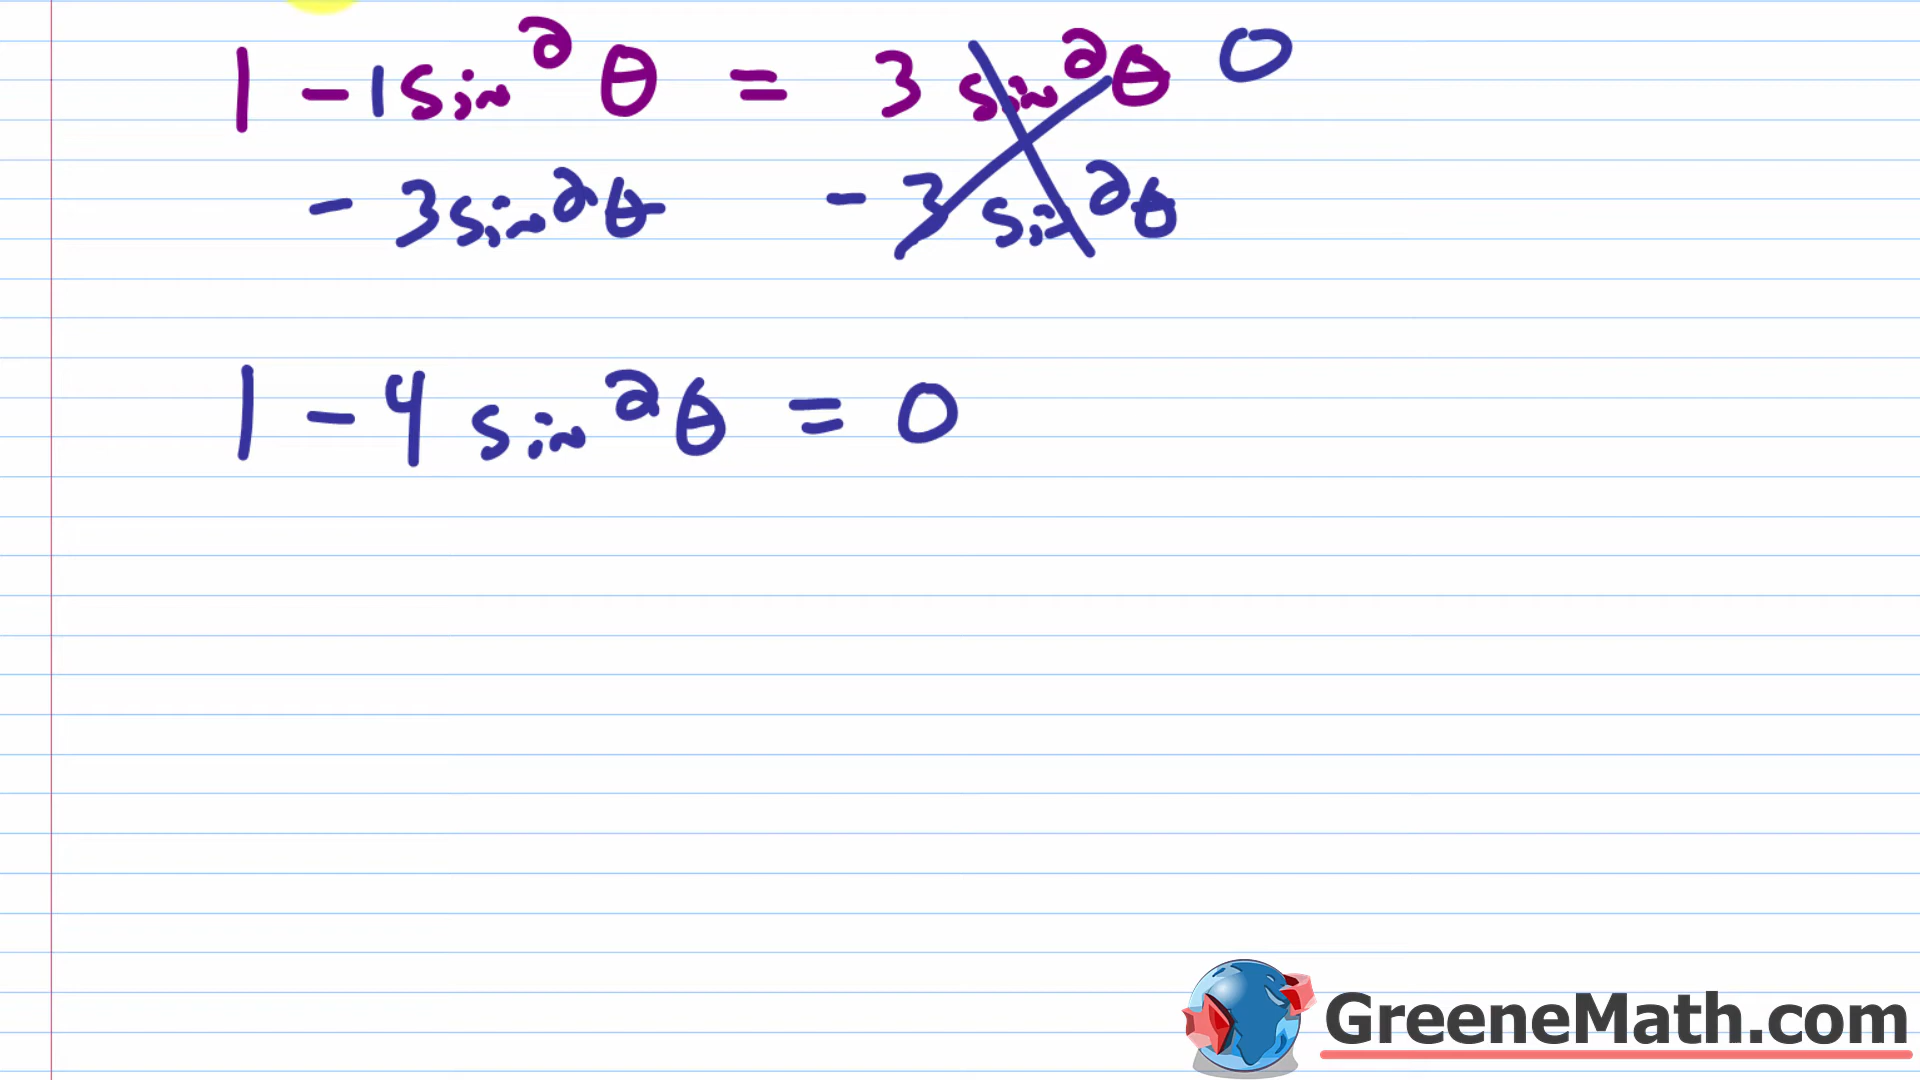 1 - 1sin²θ = 3 sin²θ 0
- 3sin²θ - 3 sin²θ
1 - 4 sin²θ = 0
GreeneMath.com